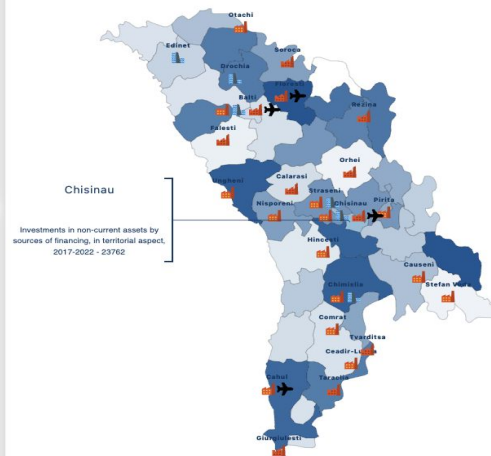 Otachi
Edinet
Soroca
Drochia
Floresti
Balti
Rezina
Falesti
Orhei
Ungheni
Calarasi
Straseni
Pirita
Chisinau
Nisporeni
Chisinau
Investments in non-current assets by
sources of financing, in territorial aspect,
2017-2022 - 23762
Hincesti
Causeni
Stefan Voda
Chimislia
Comrat
Tvarditsa
Ceadir-Lunga
Cahul
Taraclia
Giurgiulesti